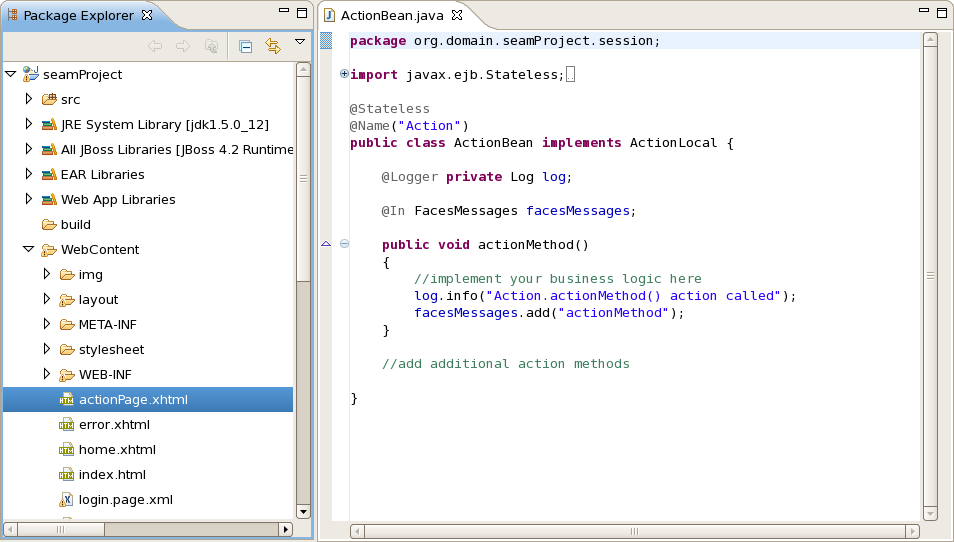 Package Explorer
seamProject
src
JRE System Library [jdk1.5.0_12]
All JBoss Libraries [JBoss 4.2 Runtime
EAR Libraries
Web App Libraries
build
WebContent
img
layout
META-INF
stylesheet
WEB-INF
actionPage.xhtml
error.xhtml
home.xhtml
index.html
login.page.xml
ActionBean.java
package org.domain.seamProject.session;
import javax.ejb.Stateless;
@Stateless
@Name("Action")
public class ActionBean implements ActionLocal {
@Logger private Log log;
@In FacesMessages facesMessages;
public void actionMethod()
{
//implement your business logic here
log.info("Action.actionMethod() action called");
facesMessages.add("actionMethod");
}
//add additional action methods
}